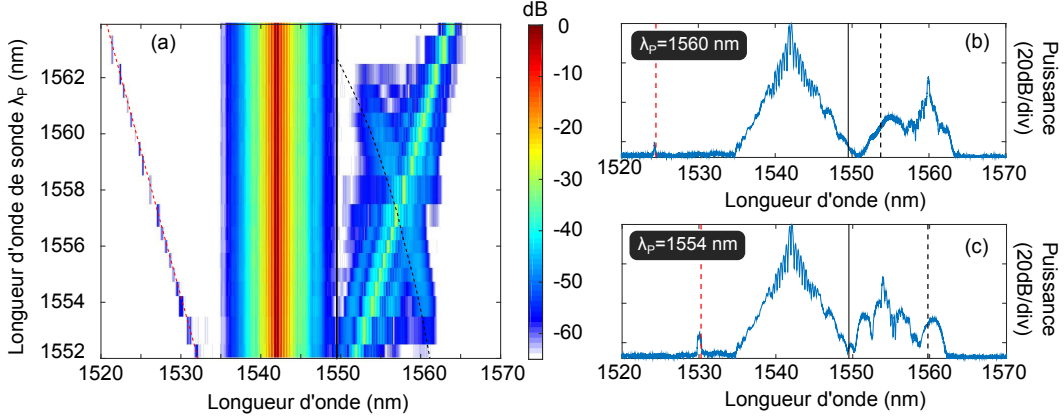 (a)
dB
Longueur d'onde de sonde λP (nm)
1562
1560
1558
1556
1554
1552
1520 1530 1540 1550 1560 1570
Longueur d'onde (nm)
0
-10
-20
-30
-40
-50
-60
λP=1560 nm
(b)
Puissance
(20dB/div)
1520 1530 1540 1550 1560 1570
Longueur d'onde (nm)
λP=1554 nm
(c)
Puissance
(20dB/div)
1520 1530 1540 1550 1560 1570
Longueur d'onde (nm)